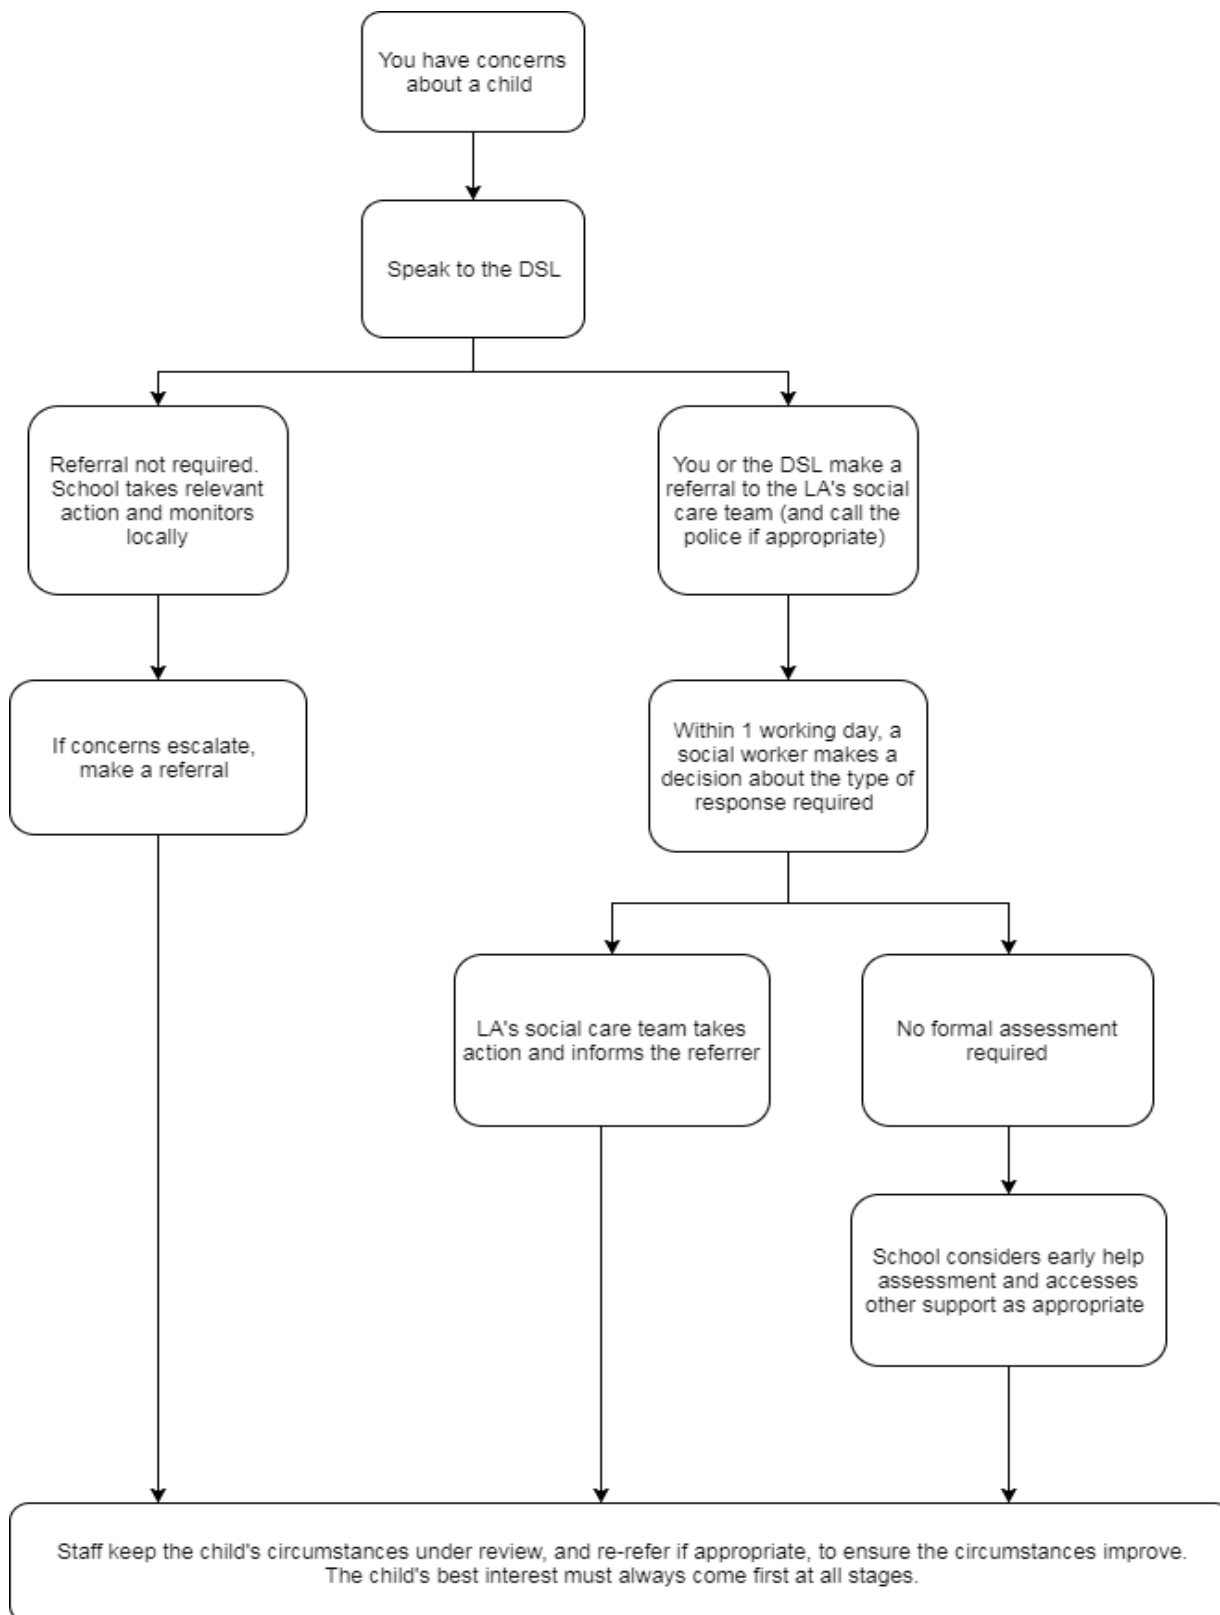 You have concerns
about a child
Speak to the DSL
Referral not required.
School takes relevant
action and monitors
locally
You or the DSL make a
referral to the LA's social
care team (and call the
police if appropriate)
If concerns escalate,
make a referral
Within 1 working day, a
social worker makes a
decision about the type of
response required
LA's social care team takes
action and informs the referrer
No formal assessment
required
School considers early help
assessment and accesses
other support as appropriate
Staff keep the child's circumstances under review, and re-refer if appropriate, to ensure the circumstances improve.
The child's best interest must always come first at all stages.